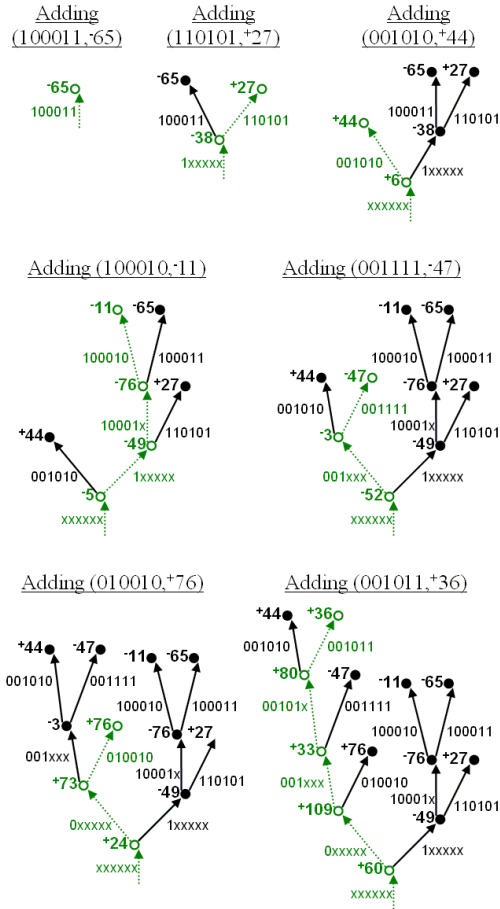 Adding
(100011,-65)
-65
100011
Adding
(110101,+27)
-65
+27
100011
110101
-38
1xxxxx
Adding
(001010,+44)
-65
+27
100011
110101
+44
-38
001010
1xxxxx
+6
xxxxxx
Adding (100010,-11)
-11
-65
100010
100011
-76
+27
10001x
110101
+44
-49
001010
1xxxxx
-5
xxxxxx
Adding (001111,-47)
-11
-65
100010
100011
+44
-47
-76
+27
001010
001111
10001x
110101
-3
-49
001xxx
1xxxxx
-52
xxxxxx
Adding (010010,+76)
+44
-47
-11
-65
001010
001111
100010
100011
-3
+76
-76
+27
001xxx
010010
10001x
110101
+73
-49
0xxxxx
1xxxxx
+24
xxxxxx
Adding (001011,+36)
+44
+36
001010
001011
+80
-47
-11
-65
00101x
001111
100010
100011
+33
+76
-76
+27
001xxx
010010
10001x
110101
+109
-49
0xxxxx
1xxxxx
+60
xxxxxx